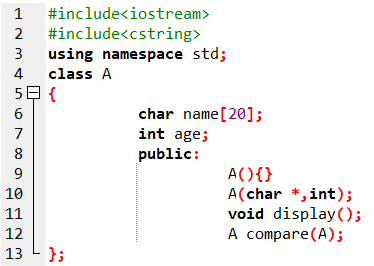 1 #include<iostream>
2 #include<cstring>
3 using namespace std;
4 class A
5 {
6 char name[20];
7 int age;
8 public:
9 A(){}
10 A(char *,int);
11 void display();
12 A compare(A);
13 };